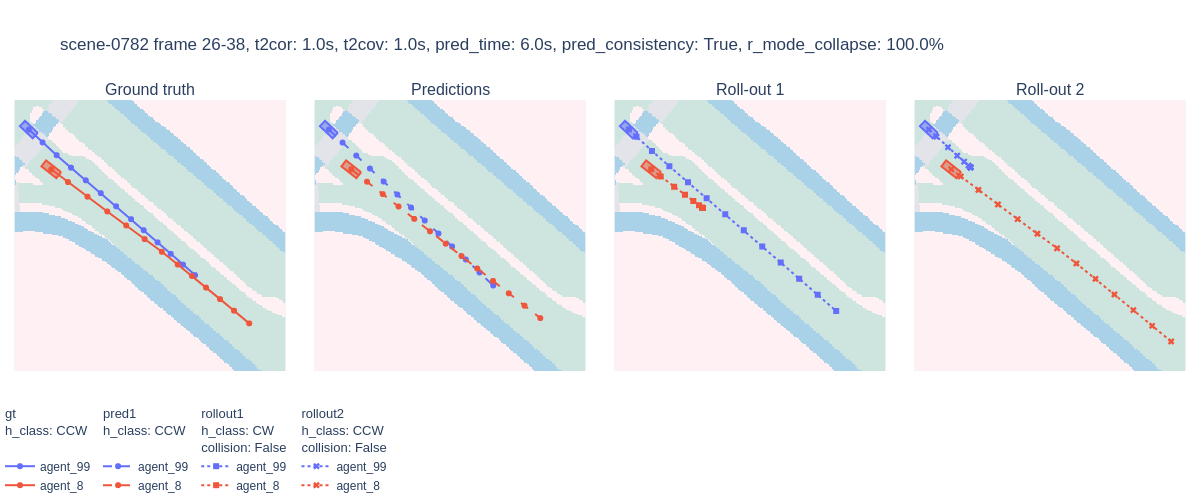 scene-0782 frame 26-38, t2cor: 1.0s, t2cov: 1.0s, pred_time: 6.0s, pred_consistency: True, r_mode_collapse: 100.0%
Ground truth
Predictions
Roll-out 1
Roll-out 2
gt
h_class: CCW
agent_99
agent_8
pred1
h_class: CCW
agent_99
agent_8
rollout1
h_class: CW
collision: False
agent_99
agent_8
rollout2
h_class: CCW
collision: False
agent_99
agent_8